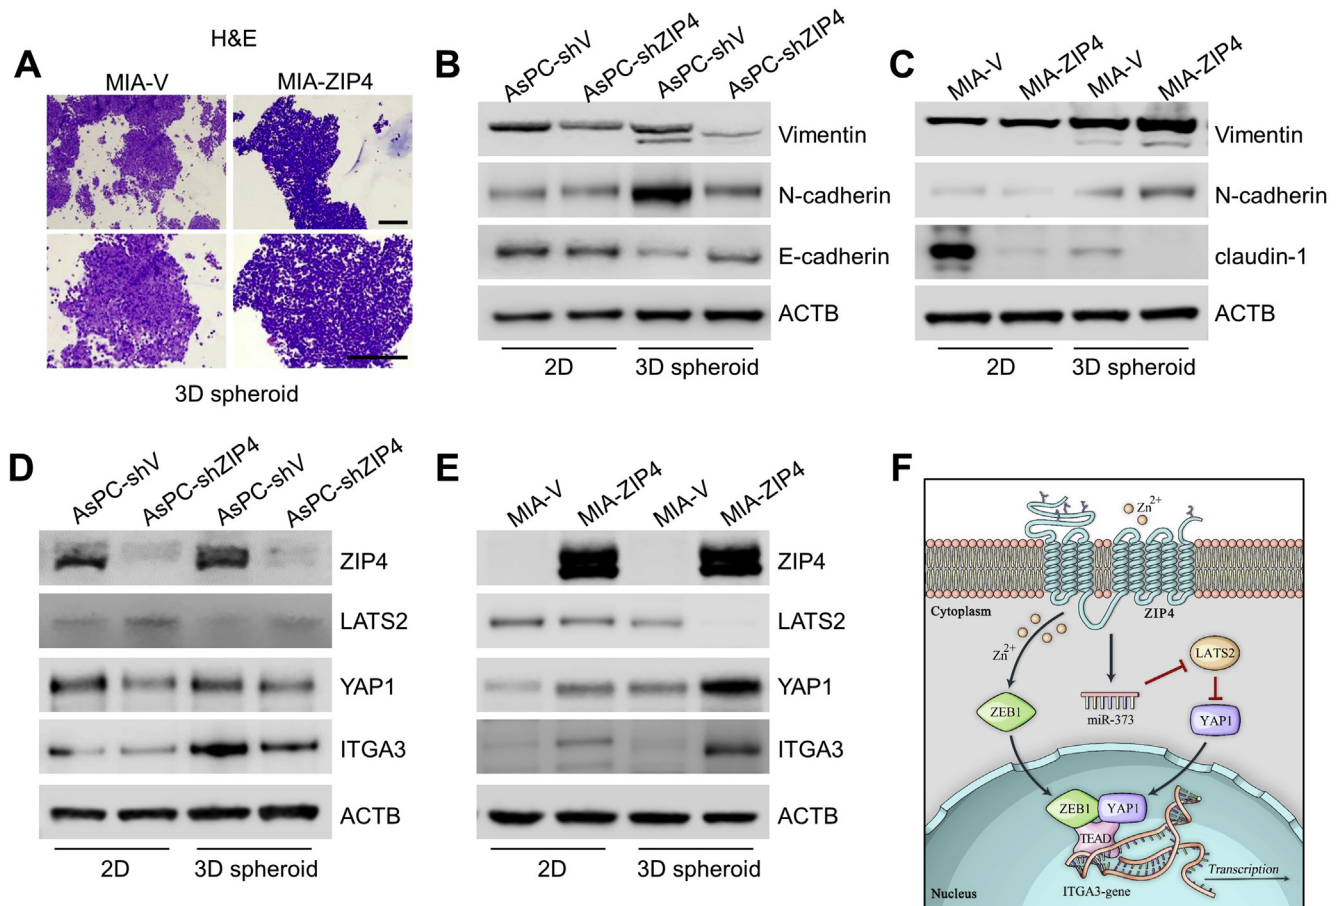 H&E
A
MIA-V
MIA-ZIP4
3D spheroid
B
AsPC-shV
AsPC-shZIP4
AsPC-shV
AsPC-shZIP4
Vimentin
N-cadherin
E-cadherin
ACTB
2D
3D spheroid
C
MIA-V
MIA-ZIP4
MIA-V
MIA-ZIP4
Vimentin
N-cadherin
claudin-1
ACTB
2D
3D spheroid
D
AsPC-shV
AsPC-shZIP4
AsPC-shV
AsPC-shZIP4
ZIP4
LATS2
YAP1
ITGA3
ACTB
2D
3D spheroid
E
MIA-V
MIA-ZIP4
MIA-V
MIA-ZIP4
ZIP4
LATS2
YAP1
ITGA3
ACTB
2D
3D spheroid
F
Zn2+
Cytoplasm
ZIP4
Zn2+
LATS2
ZEB1
miR-373
YAP1
ZEB1
YAP1
TEAD
ITGA3-gene
Transcription
Nucleus